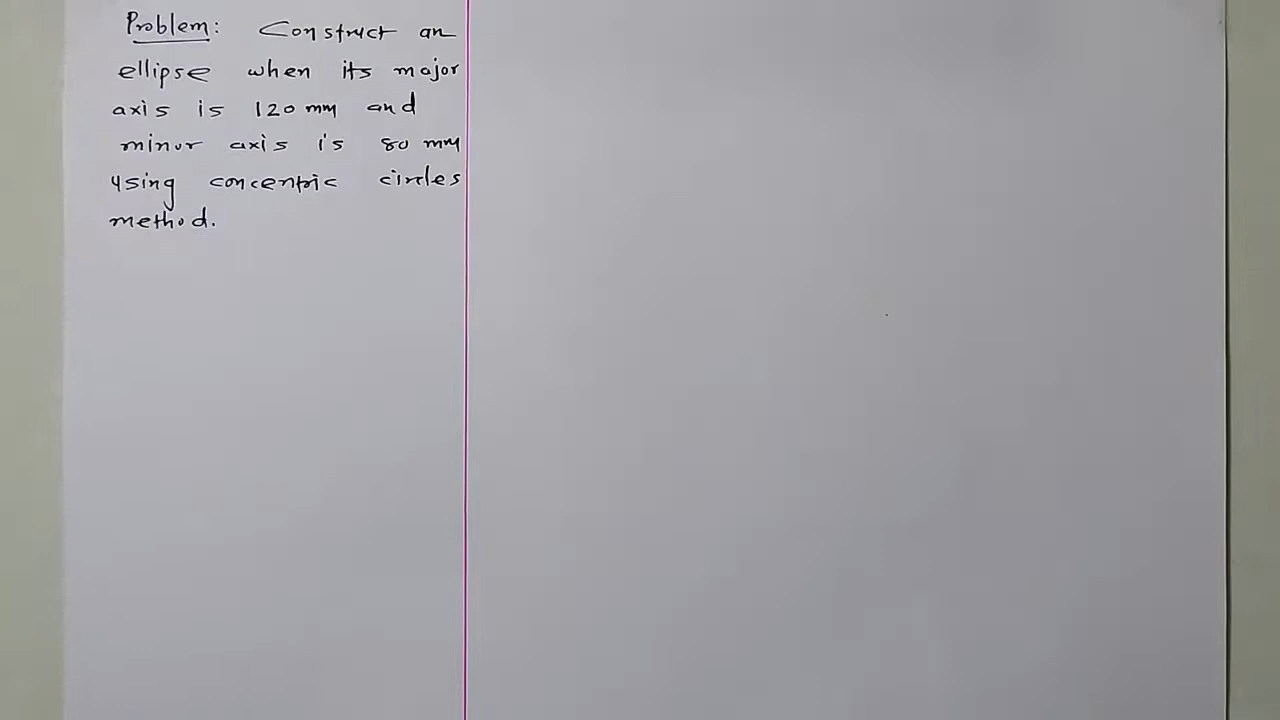 Problem: Construct an
ellipse when its major
axis is 120 mm and
minor axis is 80 mm
using concentric circles
method.